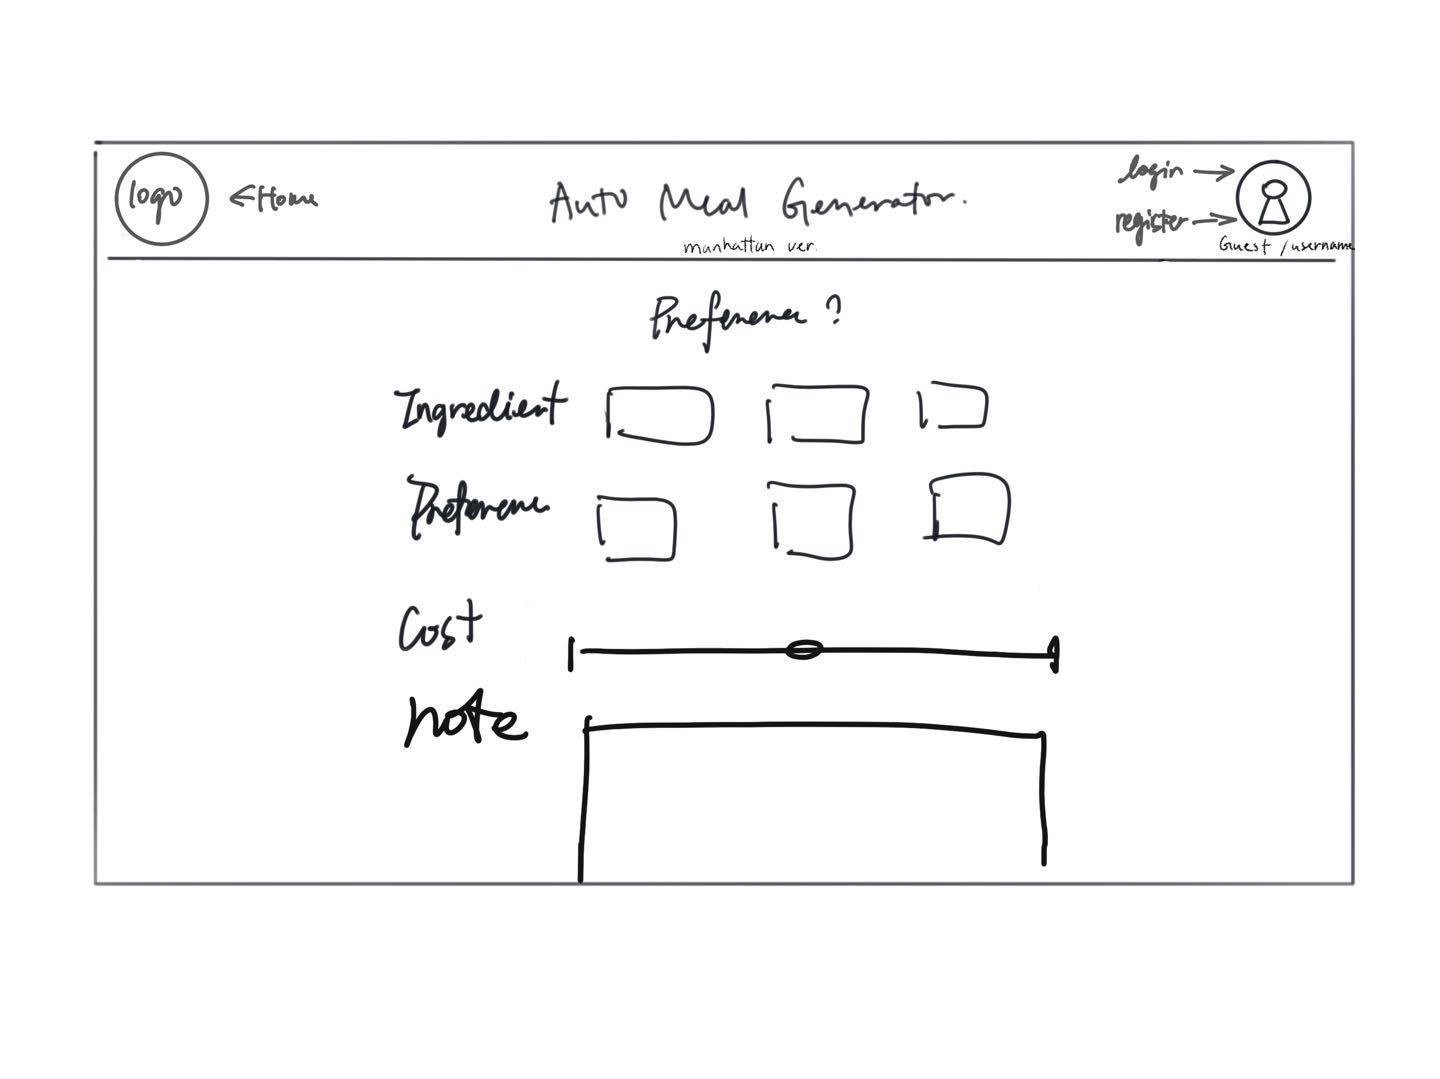 logo
←Home
Auto Meal Generator.
manhattan ver.
login →
register →
Guest / username
Preference ?
Ingredient
Preference
Cost
note